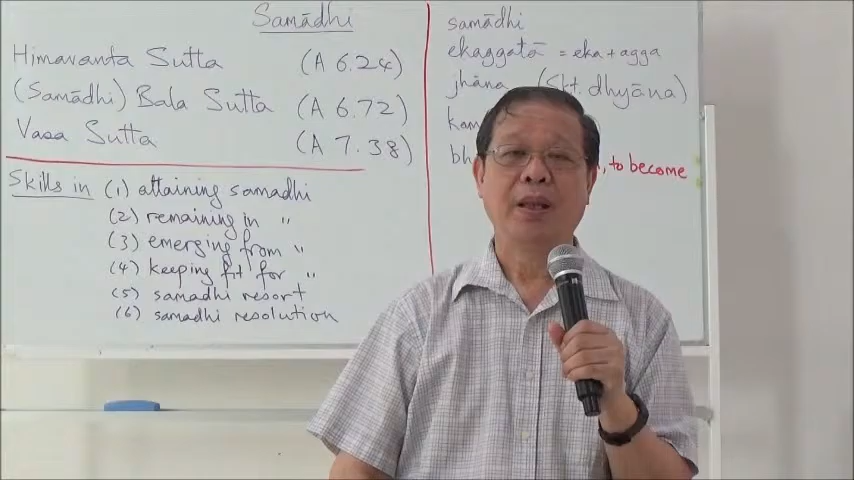 Samādhi
Himavanta Sutta (A 6.24)
(Samādhi) Bala Sutta (A 6.72)
Vasa Sutta (A 7.38)
Skills in (1) attaining samadhi
(2) remaining in "
(3) emerging from "
(4) keeping fit for "
(5) samadhi resort
(6) samadhi resolution
samādhi
ekaggatā = eka + agga
jhāna (Skt. dhyāna)
to become